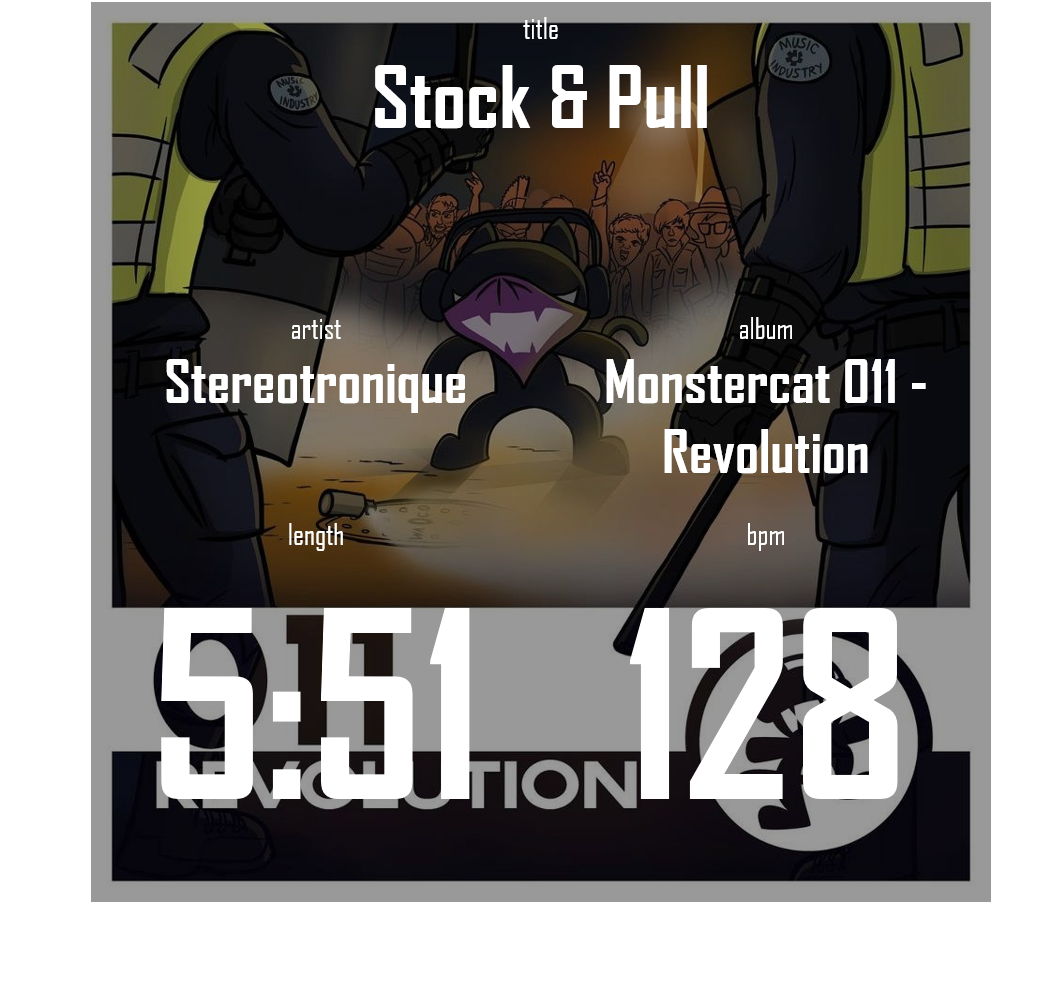 title
MUSIC
INDUSTRY
MUSIC
INDUSTRY
Stock & Pull
artist
album
Stereotronique
Monstercat 011 -
Revolution
length
bpm
5:51
128
011
REVOLUTION